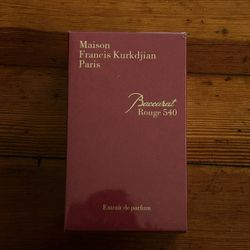 Maison
Francis Kurkdjian
Paris
Baccarat
Rouge 540
Extrait de parfum